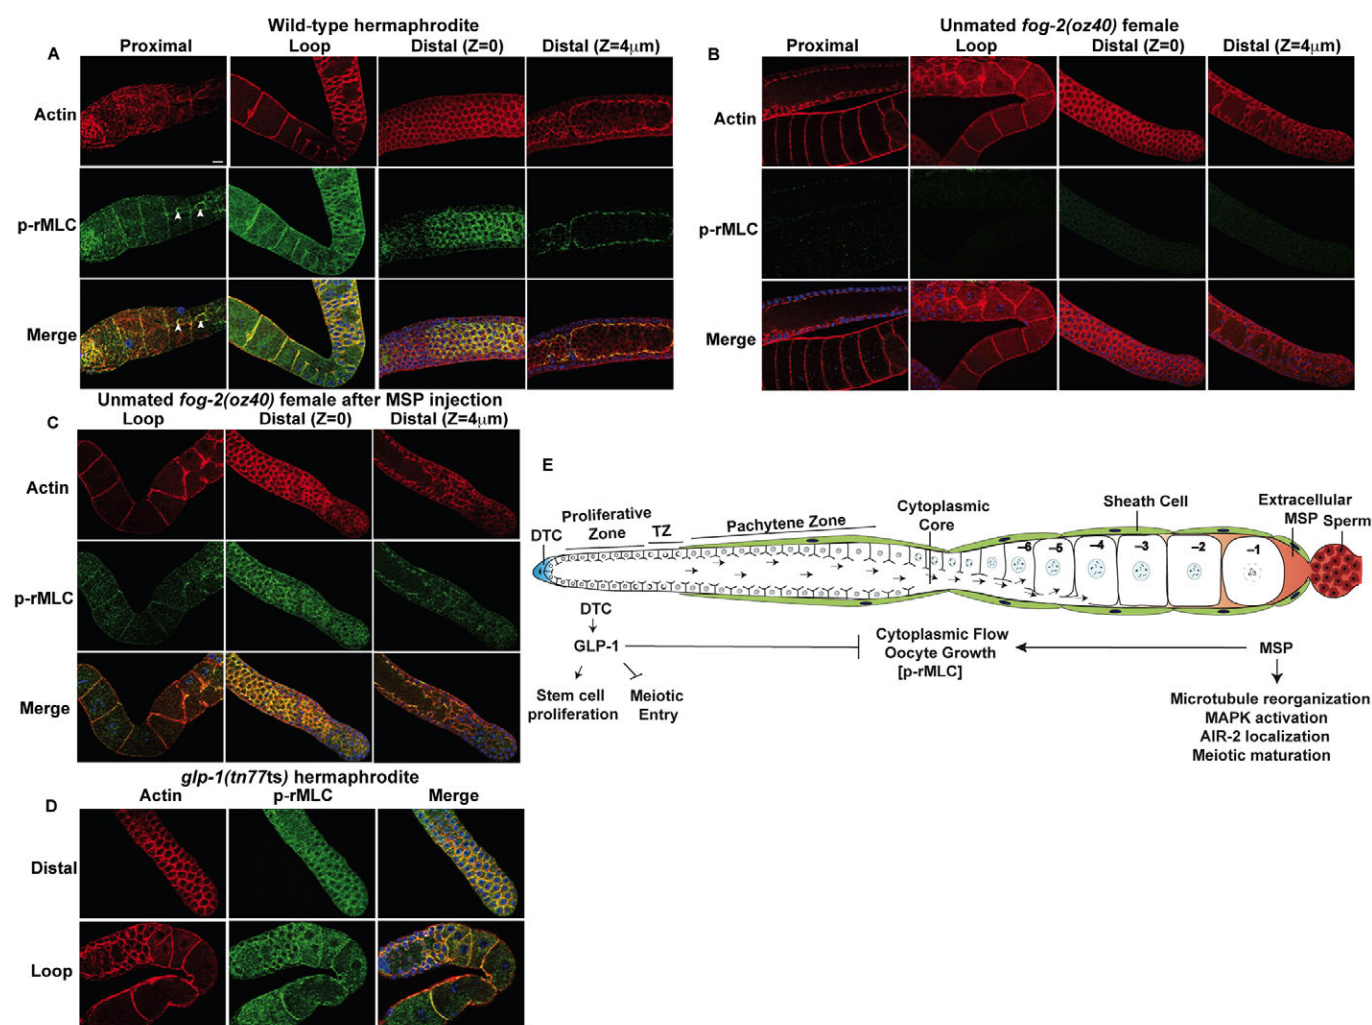 Wild-type hermaphrodite
A
Proximal
Loop
Distal (Z=0)
Distal (Z=4μm)
Actin
p-rMLC
Merge
Unmated fog-2(oz40) female
B
Proximal
Loop
Distal (Z=0)
Distal (Z=4μm)
Actin
p-rMLC
Merge
Unmated fog-2(oz40) female after MSP injection
C
Loop
Distal (Z=0)
Distal (Z=4μm)
Actin
p-rMLC
Merge
glp-1(tn77ts) hermaphrodite
D
Actin
p-rMLC
Merge
Distal
Loop
E
DTC
Proliferative
Zone
TZ
Pachytene Zone
Cytoplasmic
Core
Sheath Cell
Extracellular
MSP
Sperm
–6
–5
–4
–3
–2
–1
DTC
GLP-1
Stem cell
proliferation
Meiotic
Entry
Cytoplasmic Flow
Oocyte Growth
[p-rMLC]
MSP
Microtubule reorganization
MAPK activation
AIR-2 localization
Meiotic maturation